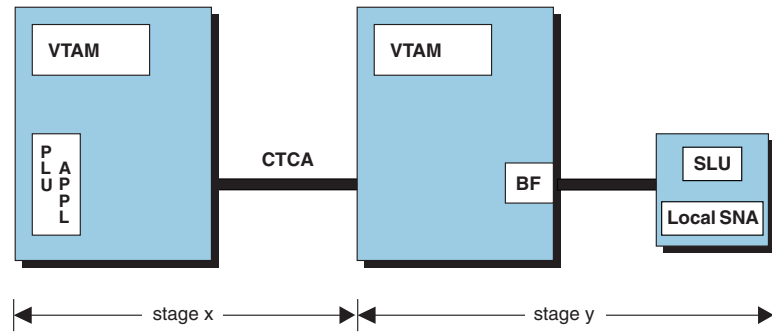 VTAM
VTAM
PLU APPL
CTCA
BF
SLU
Local SNA
stage x
stage y